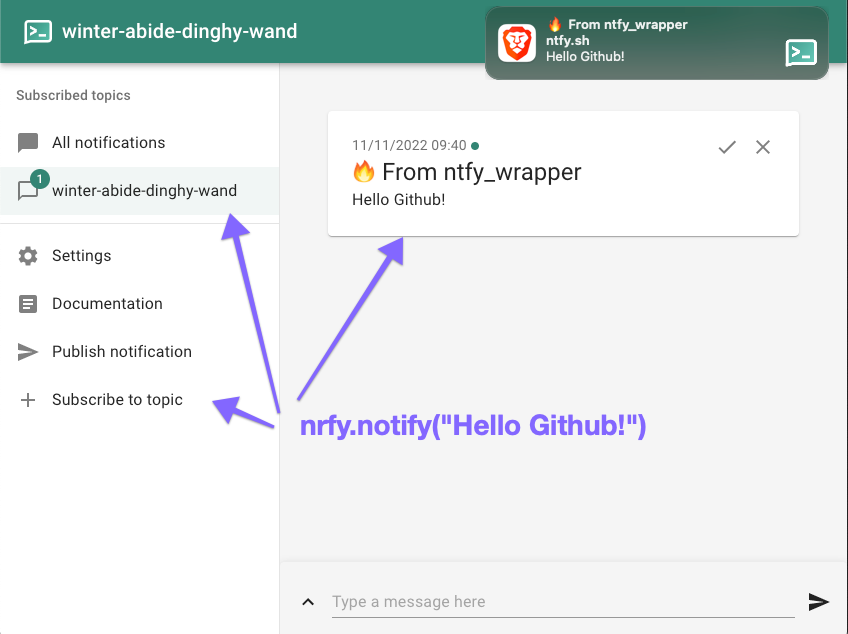 winter-abide-dinghy-wand
🔥 From ntfy_wrapper
ntfy.sh
Hello Github!
Subscribed topics
All notifications
1
winter-abide-dinghy-wand
Settings
Documentation
Publish notification
Subscribe to topic
11/11/2022 09:40
🔥 From ntfy_wrapper
Hello Github!
nrfy.notify("Hello Github!")
Type a message here